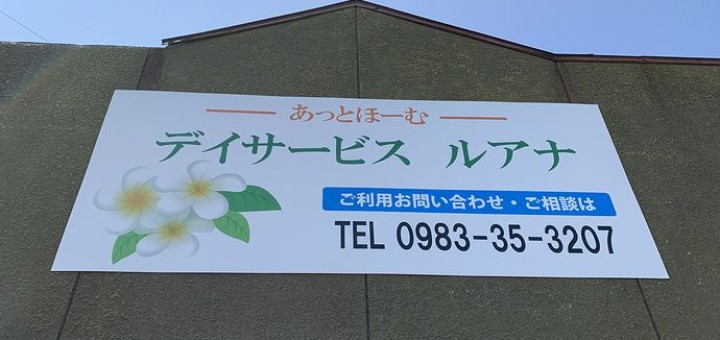 あっとほーむ
デイサービス ルアナ
ご利用お問い合わせ・ご相談は
TEL 0983-35-3207